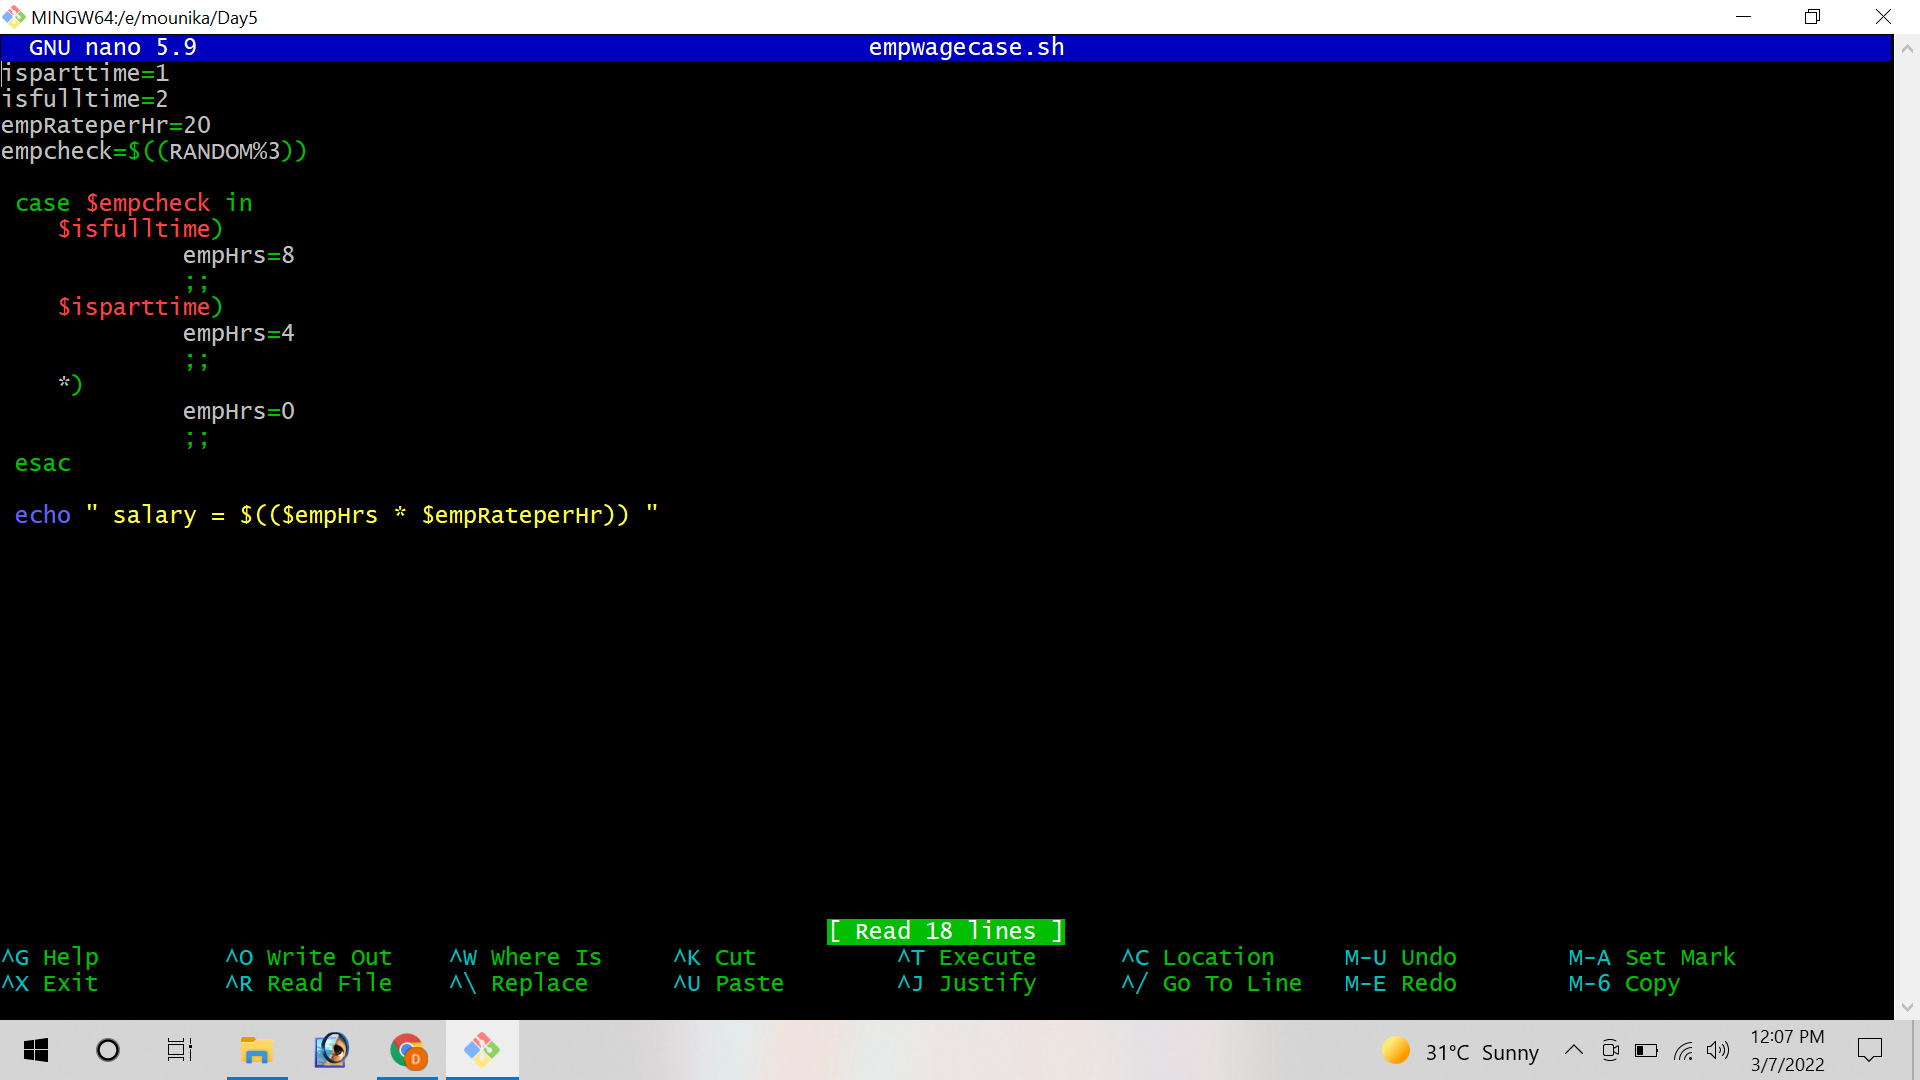 MINGW64:/e/mounika/Day5
GNU nano 5.9 empwagecase.sh
isparttime=1
isfulltime=2
empRateperHr=20
empcheck=$((RANDOM%3))
case $empcheck in
$isfulltime)
empHrs=8
;;
$isparttime)
empHrs=4
;;
*)
empHrs=0
;;
esac
echo " salary = $(($empHrs * $empRateperHr)) "
[ Read 18 lines ]
^G Help ^O Write Out ^W Where Is ^K Cut ^T Execute ^C Location M-U Undo M-A Set Mark
^X Exit ^R Read File ^\ Replace ^U Paste ^J Justify ^/ Go To Line M-E Redo M-6 Copy
D
31°C Sunny
12:07 PM
3/7/2022